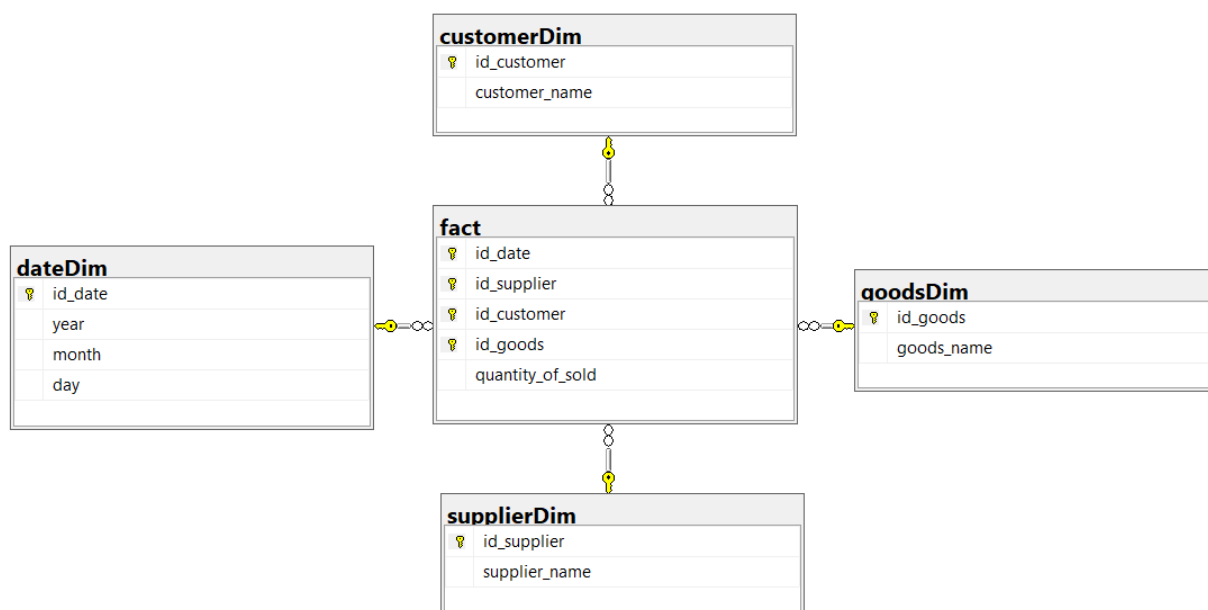 customerDim
id_customer
customer_name
fact
id_date
id_supplier
id_customer
id_goods
quantity_of_sold
dateDim
id_date
year
month
day
goodsDim
id_goods
goods_name
supplierDim
id_supplier
supplier_name